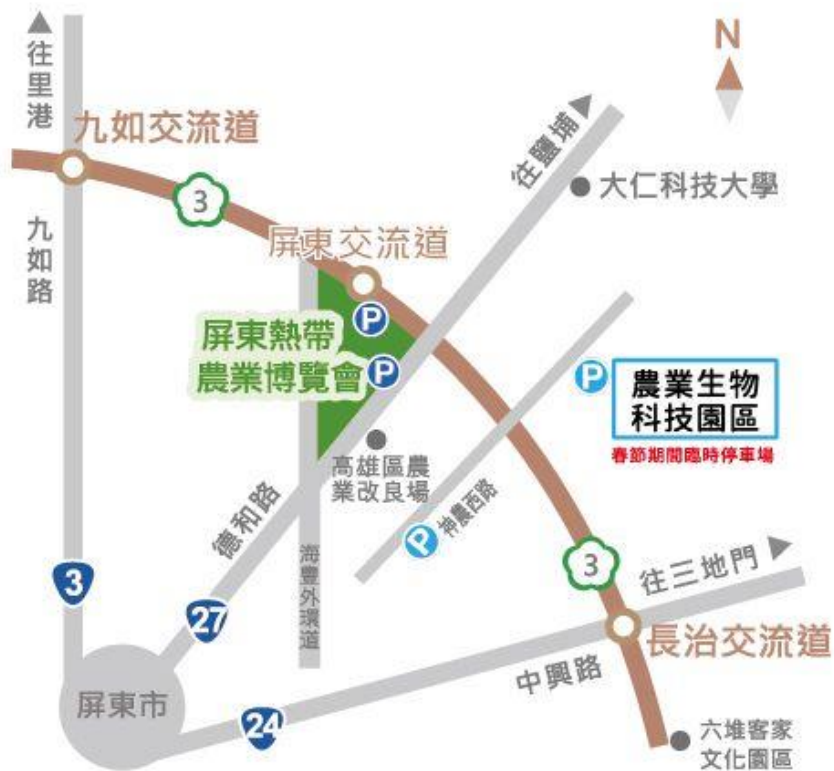 往里港
N
九如交流道
往鹽埔
3
大仁科技大學
九如路
屏東交流道
P
屏東熱帶
農業博覽會
P
P
農業生物
科技園區
春節期間臨時停車場
高雄區農
業改良場
德和路
神農西路
P
海豐外環道
3
3
往三地門
27
長治交流道
中興路
屏東市
24
六堆客家
文化園區